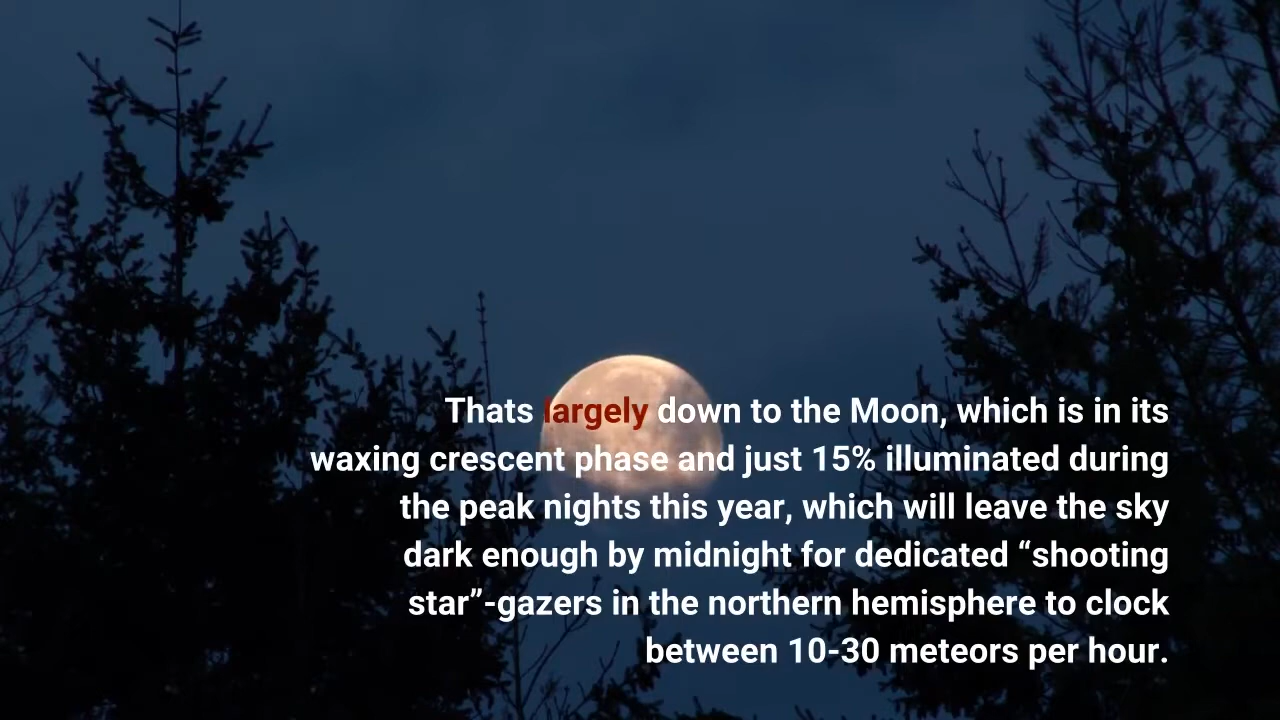 Thats largely down to the Moon, which is in its
waxing crescent phase and just 15% illuminated during
the peak nights this year, which will leave the sky
dark enough by midnight for dedicated “shooting
star”-gazers in the northern hemisphere to clock
between 10-30 meteors per hour.